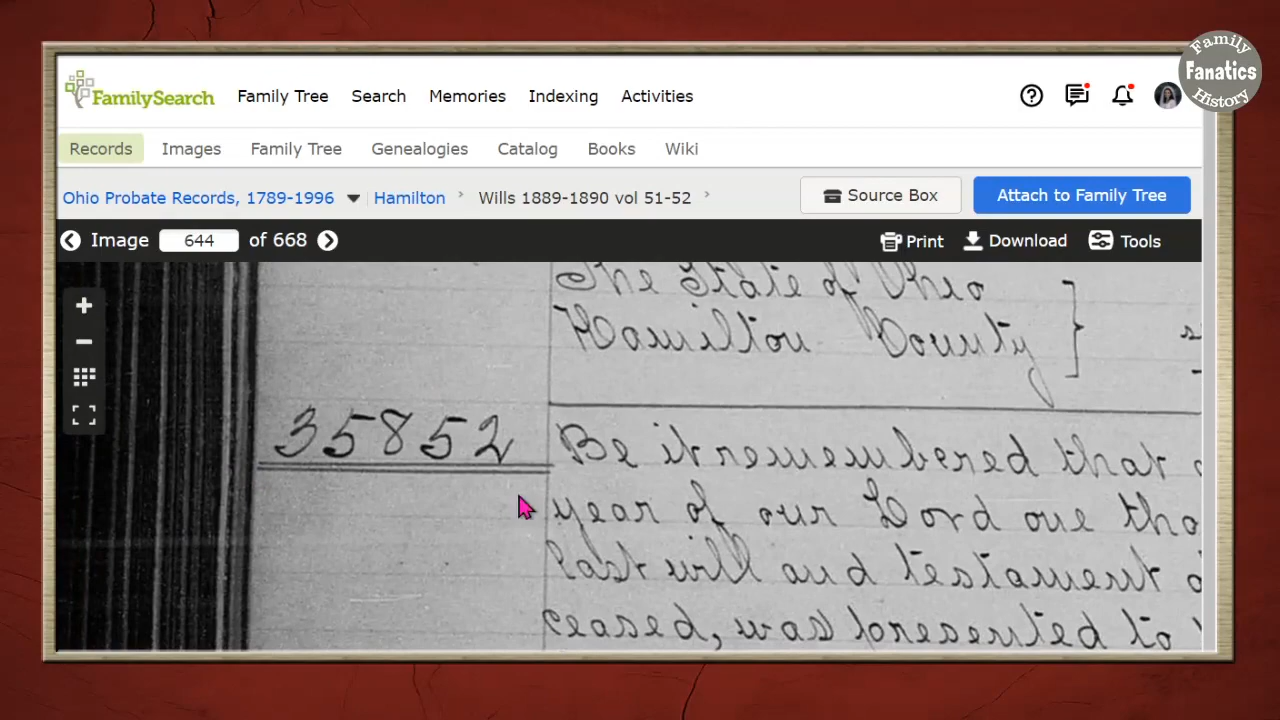 Family
Fanatics
History
FamilySearch Family Tree Search Memories Indexing Activities
Records Images Family Tree Genealogies Catalog Books Wiki
Ohio Probate Records, 1789-1996 Hamilton Wills 1889-1890 vol 51-52 Source Box Attach to Family Tree
Image 644 of 668 Print Download Tools
The State of Ohio
Hamilton County }
35852 Be it remembered that
year of our Lord one tho
last will and testament
ceased, was presented to